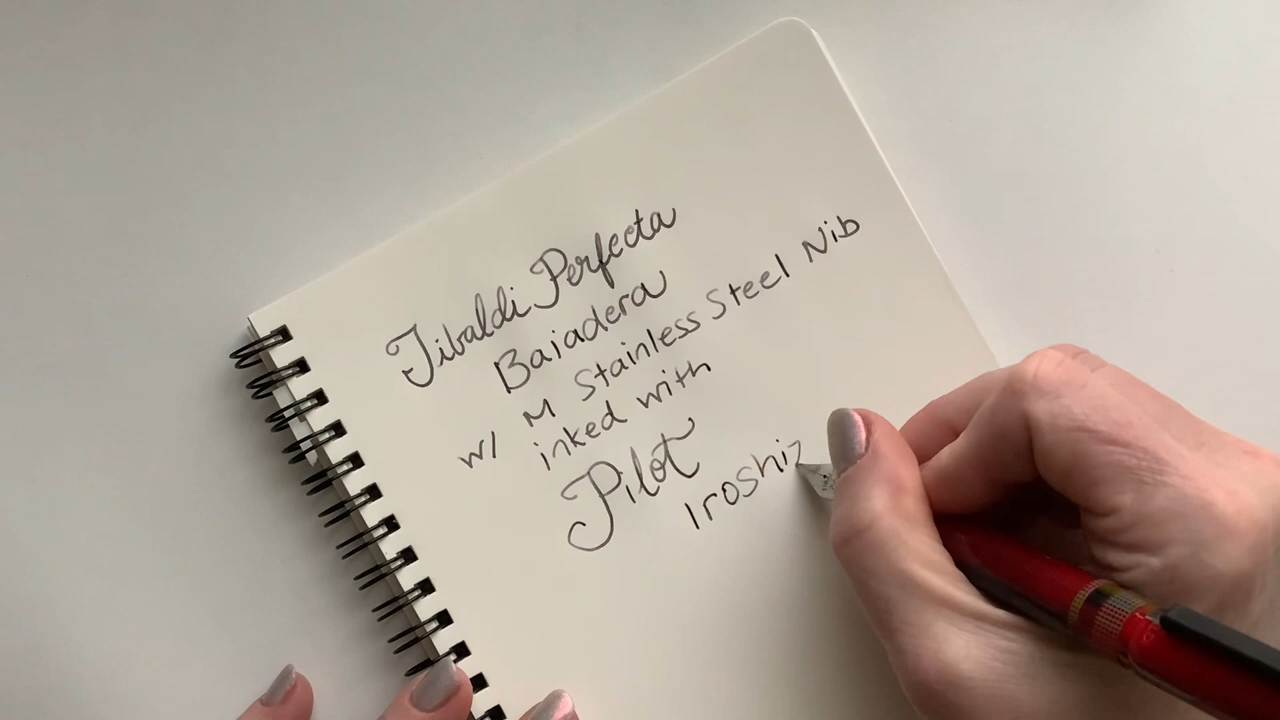 Tibaldi Perfecta
Baiadera
w/ M Stainless Steel Nib
inked with
Pilot
Iroshiz